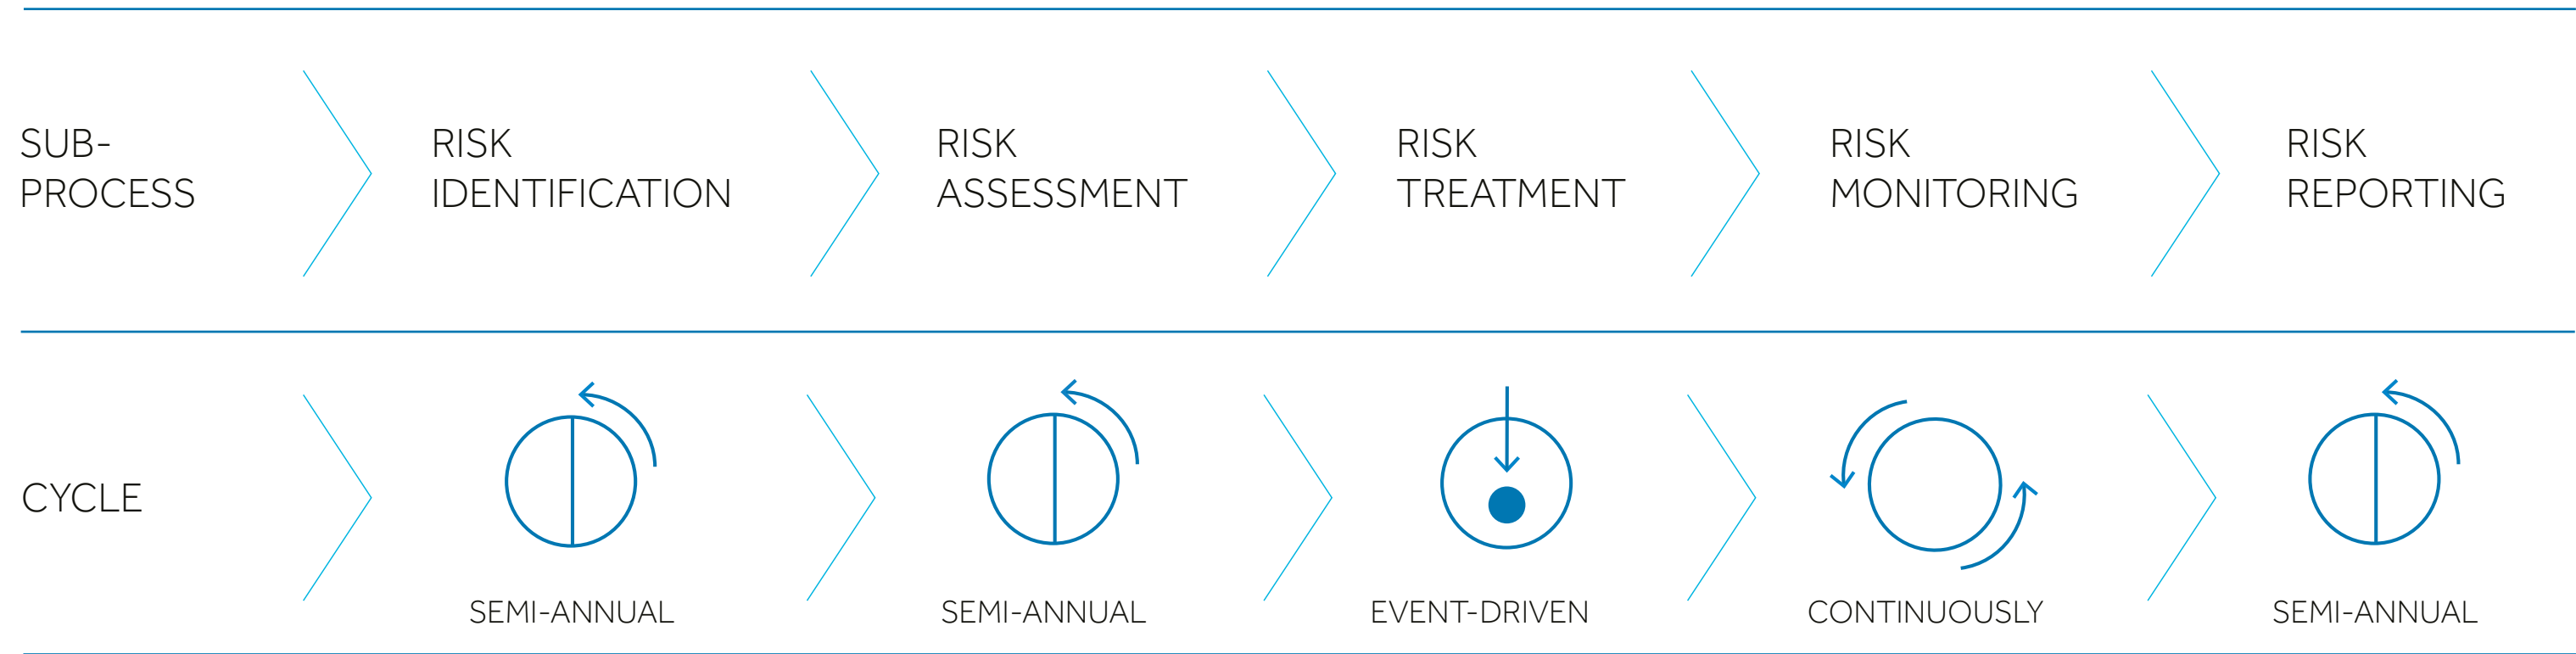 SUB-
PROCESS
RISK
IDENTIFICATION
RISK
ASSESSMENT
RISK
TREATMENT
RISK
MONITORING
RISK
REPORTING
CYCLE
SEMI-ANNUAL
SEMI-ANNUAL
EVENT-DRIVEN
CONTINUOUSLY
SEMI-ANNUAL